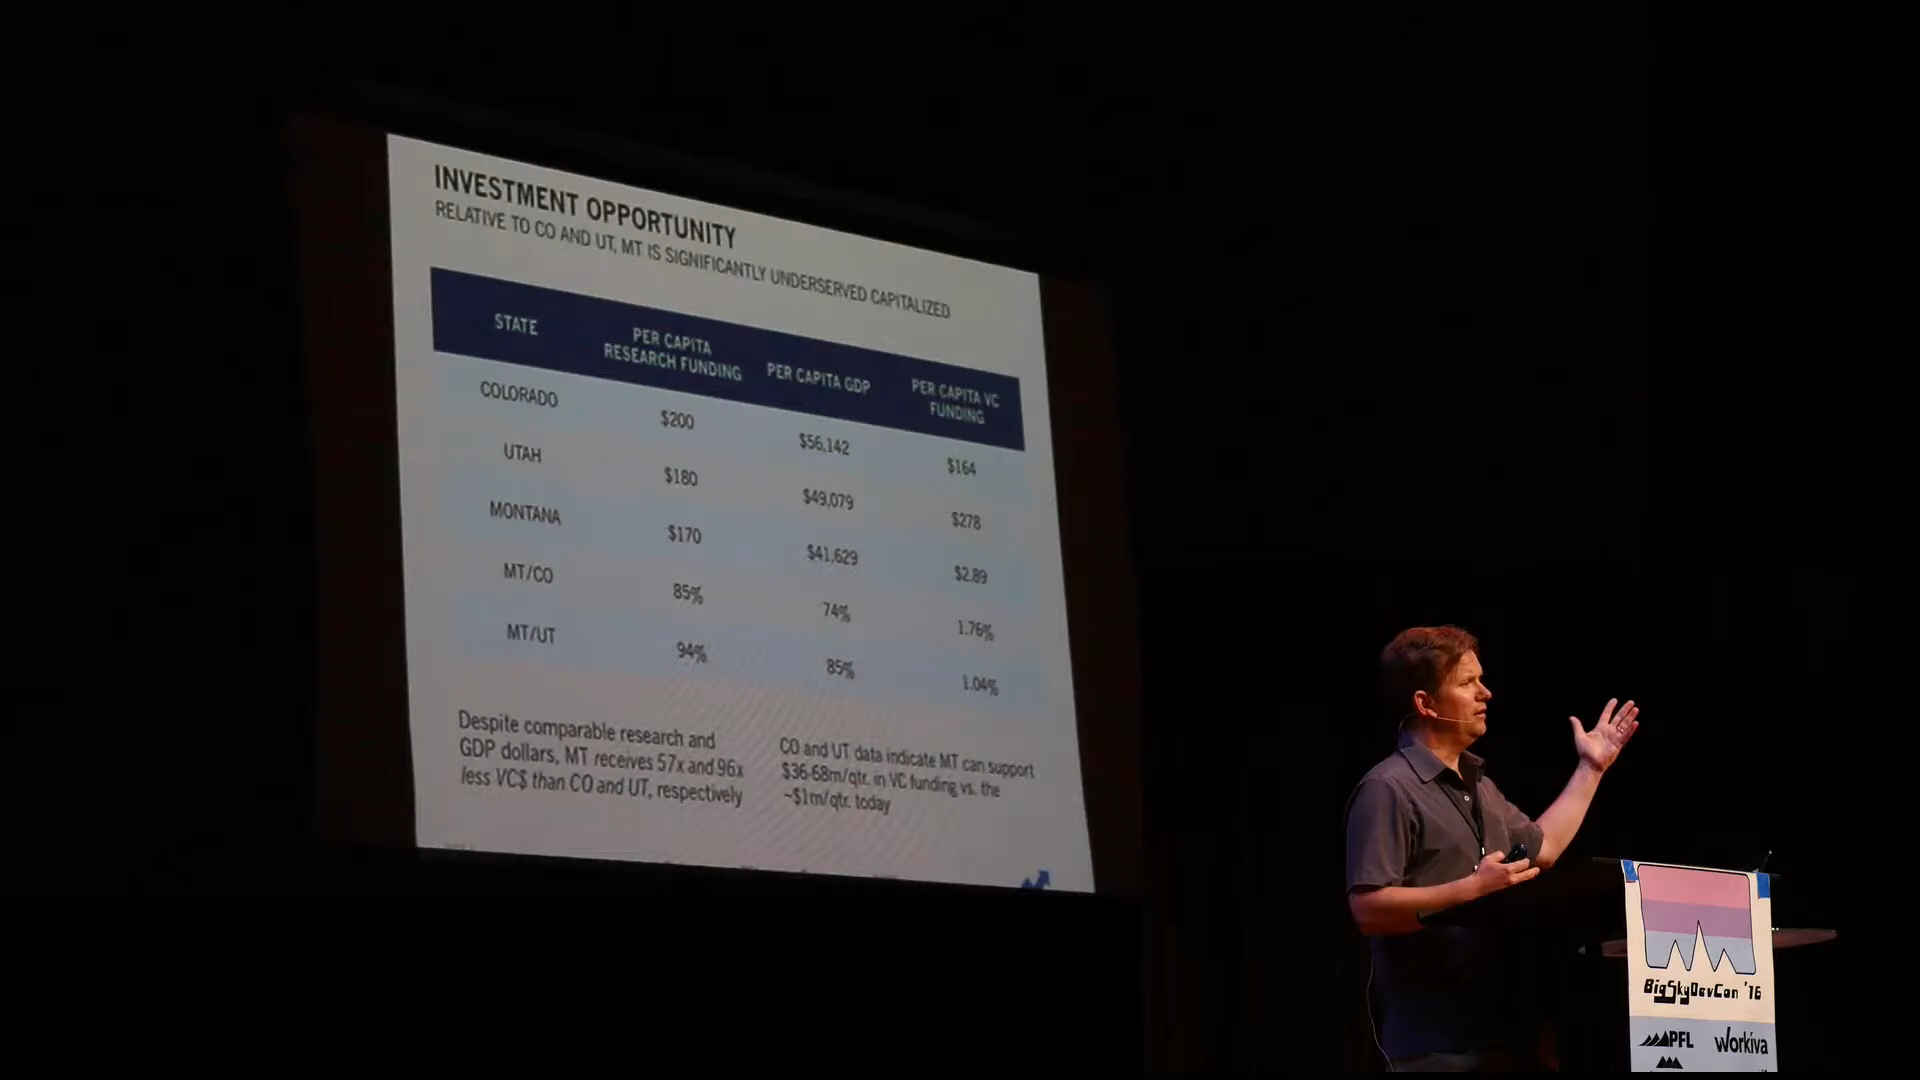 INVESTMENT OPPORTUNITY
RELATIVE TO CO AND UT, MT IS SIGNIFICANTLY UNDERSERVED CAPITALIZED
STATE
PER CAPITA
RESEARCH FUNDING
PER CAPITA GDP
PER CAPITA VC
FUNDING
COLORADO
$200
$56,142
$164
UTAH
$180
$49,079
$278
MONTANA
$170
$41,629
$2.89
MT/CO
85%
74%
1.76%
MT/UT
94%
85%
1.04%
Despite comparable research and
GDP dollars, MT receives 57x and 96x
less VC$ than CO and UT, respectively
CO and UT data indicate MT can support
$36-68m/qtr. in VC funding vs. the
~$1m/qtr. today
BigSkyDevCon '16
PFL
Workiva